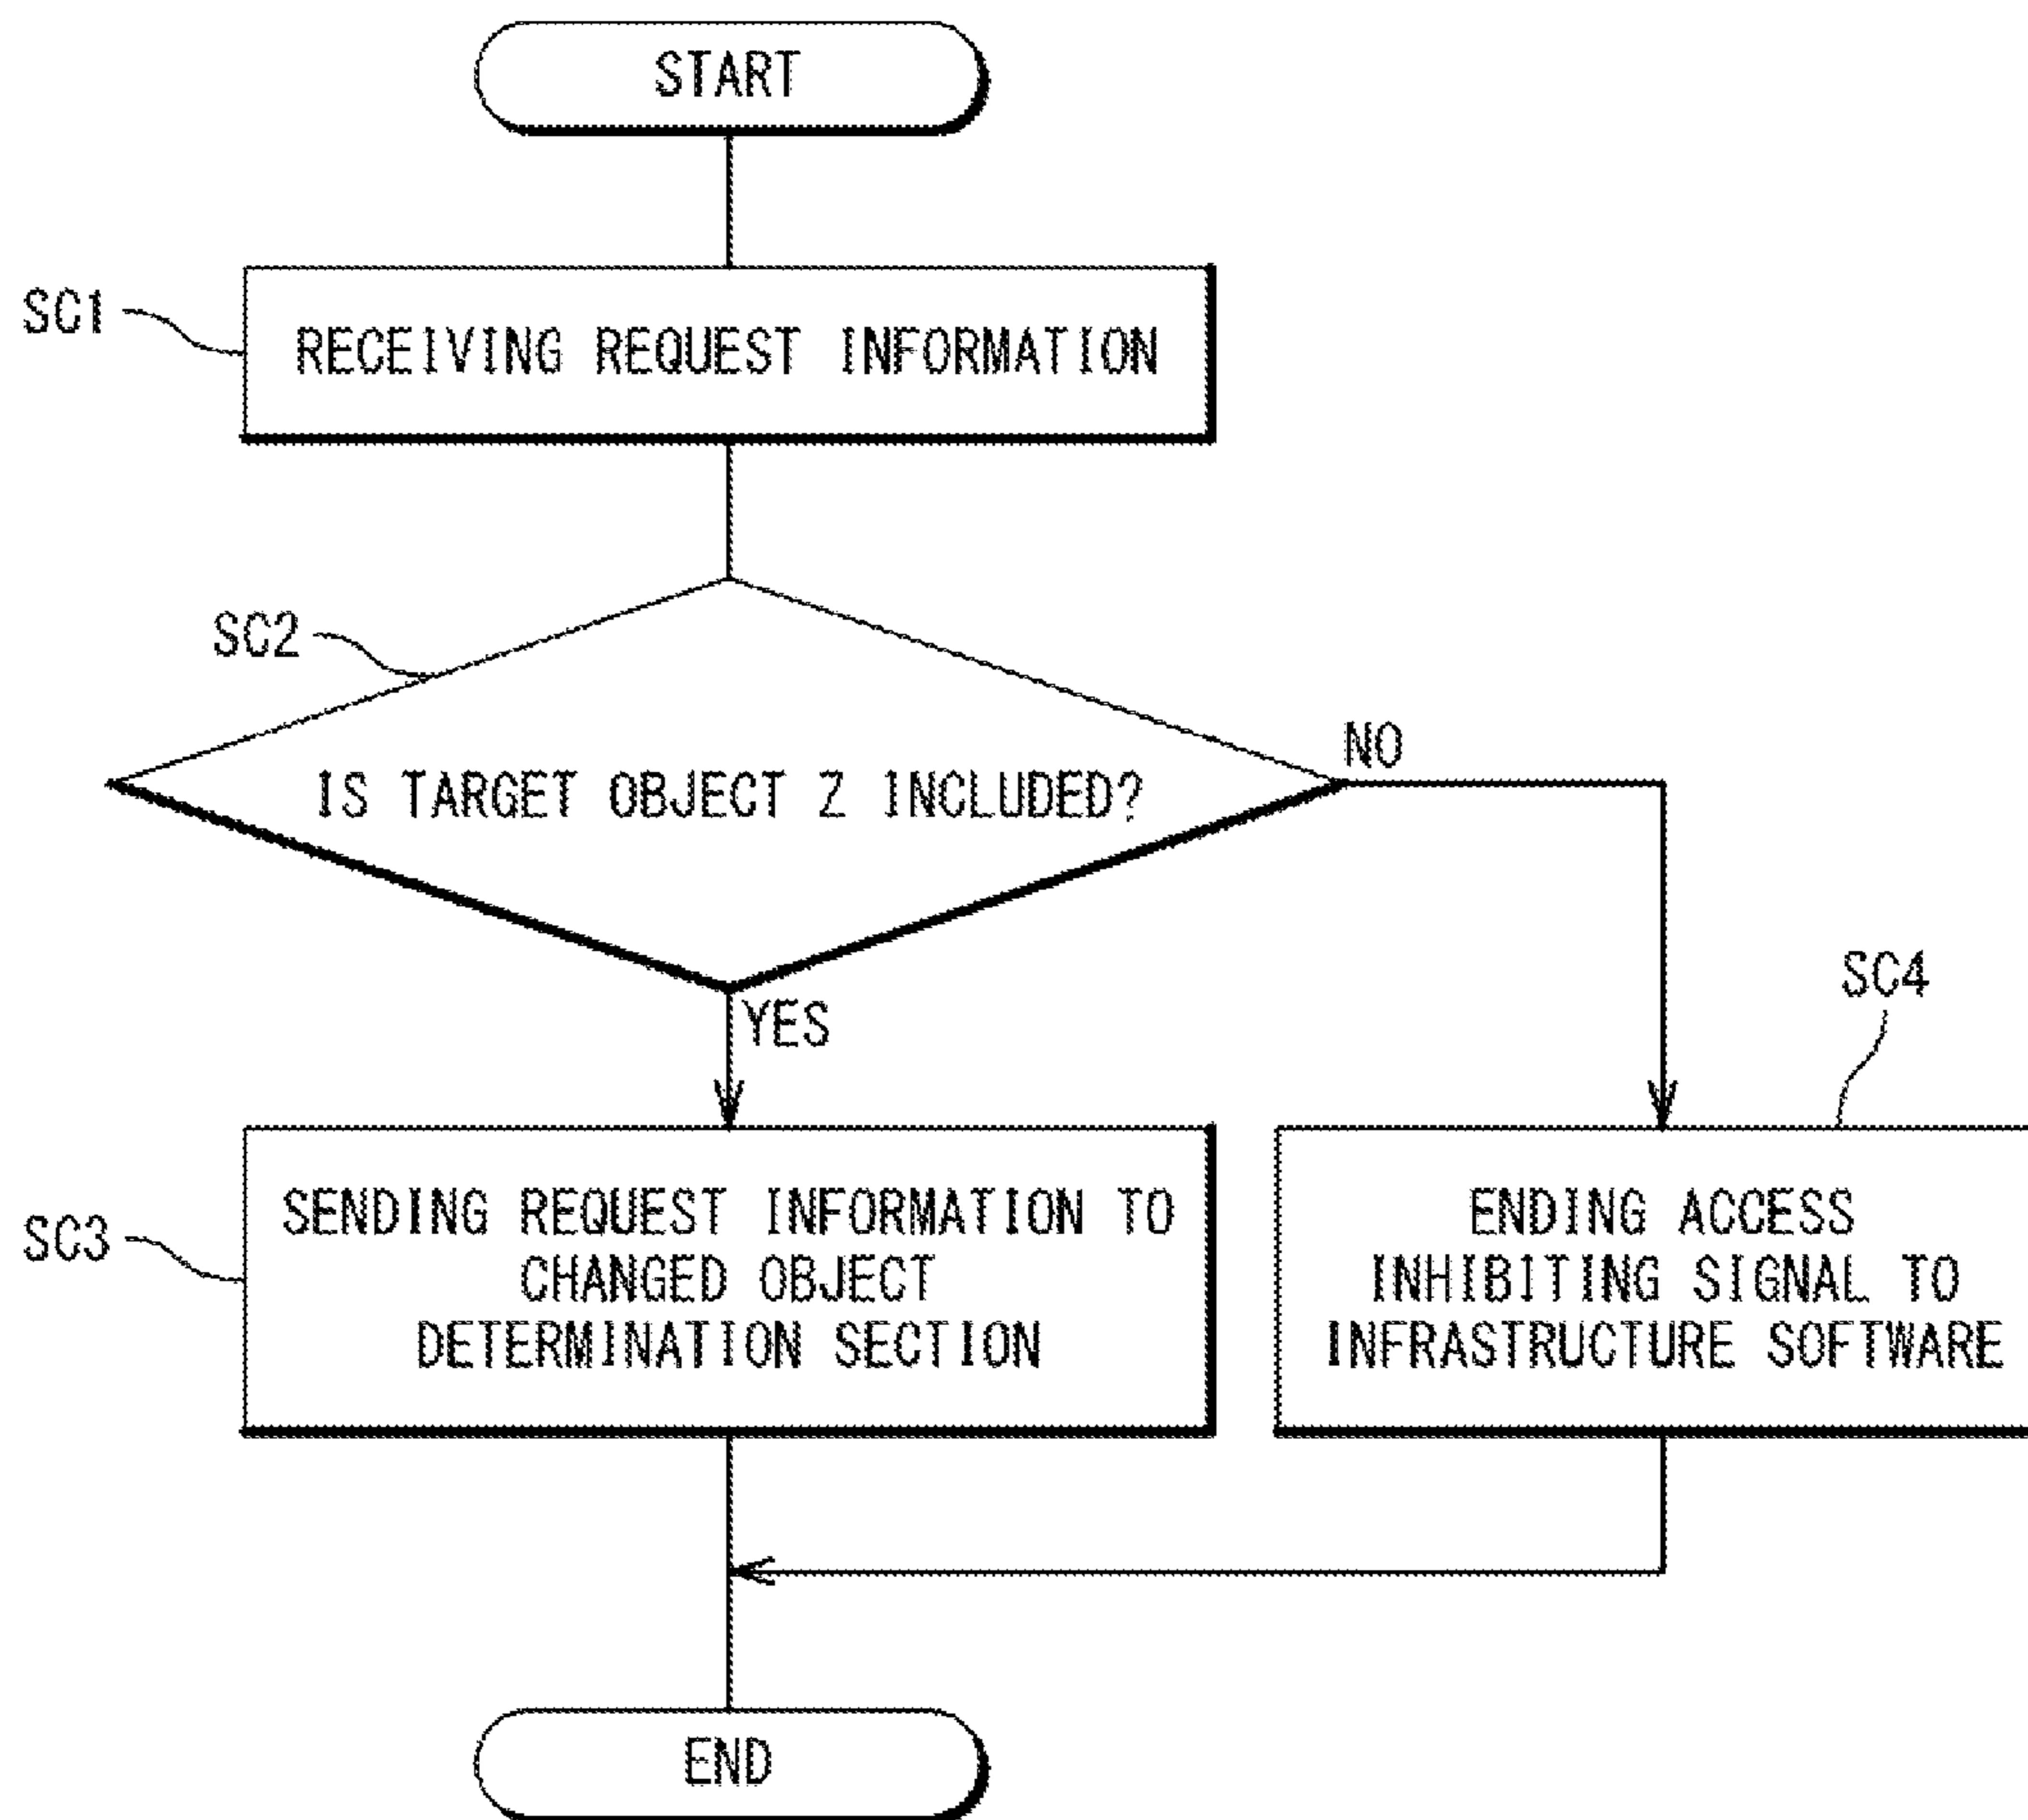 START
SC1
RECEIVING REQUEST INFORMATION
SC2
IS TARGET OBJECT Z INCLUDED?
NO
YES
SC4
SC3
SENDING REQUEST INFORMATION TO
CHANGED OBJECT
DETERMINATION SECTION
ENDING ACCESS
INHIBITING SIGNAL TO
INFRASTRUCTURE SOFTWARE
END